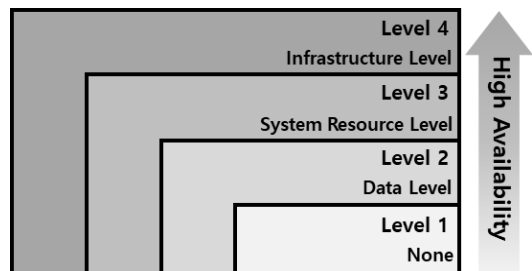 Level 4
Infrastructure Level
Level 3
System Resource Level
Level 2
Data Level
Level 1
None
High Availability